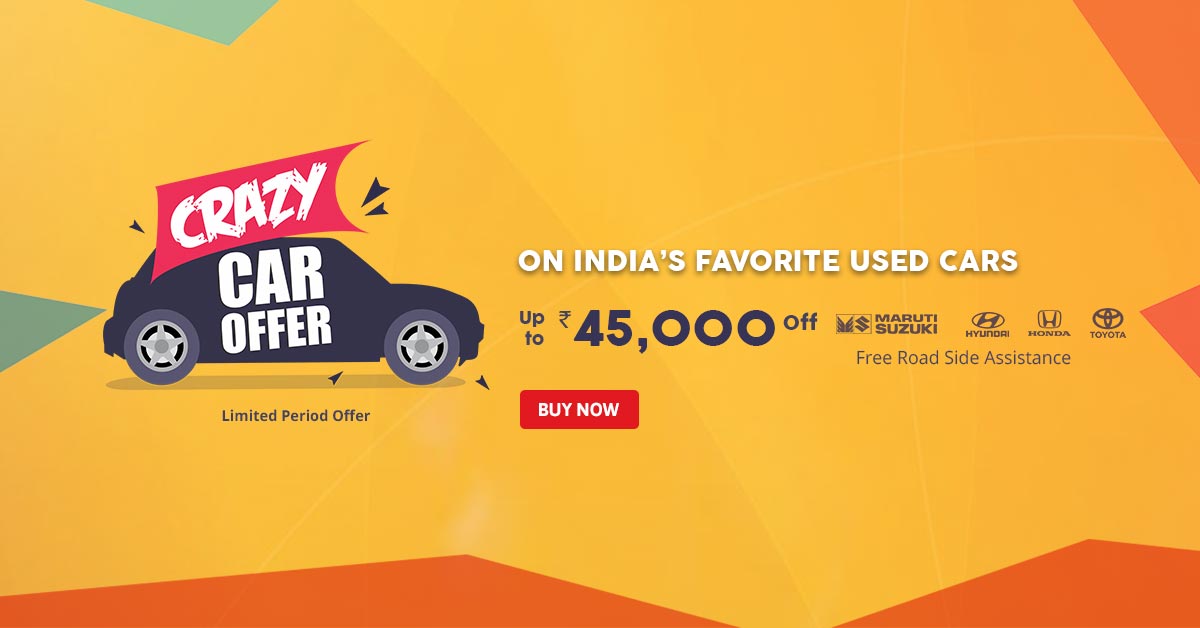 CRAZY
CAR
OFFER
Limited Period Offer
ON INDIA'S FAVORITE USED CARS
Up to ₹ 45,000 Off
MARUTI SUZUKI
HYUNDAI
HONDA
TOYOTA
Free Road Side Assistance
BUY NOW